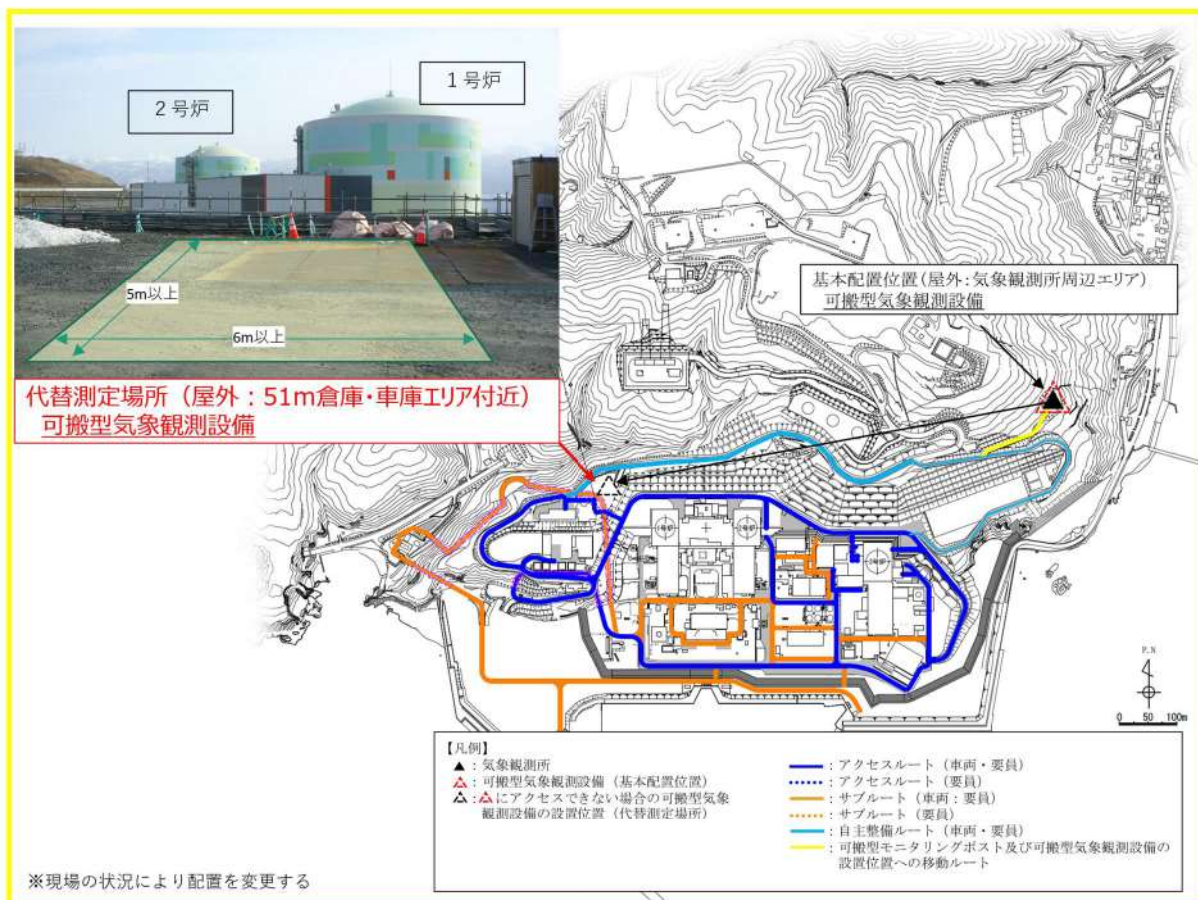 2号炉
1号炉
5m以上
6m以上
代替測定場所（屋外：51m倉庫・車庫エリア付近）
可搬型気象観測設備
基本配置位置(屋外:気象観測所周辺エリア)
可搬型気象観測設備
P.N
0 50 100m
【凡例】
▲：気象観測所
：可搬型気象観測設備（基本配置位置）
：にアクセスできない場合の可搬型気象
観測設備の設置位置（代替測定場所）
：アクセスルート（車両・要員）
：アクセスルート（要員）
：サブルート（車両：要員）
：サブルート（要員）
：自主整備ルート（車両・要員）
：可搬型モニタリングポスト及び可搬型気象観測設備の
設置位置への移動ルート
※現場の状況により配置を変更する